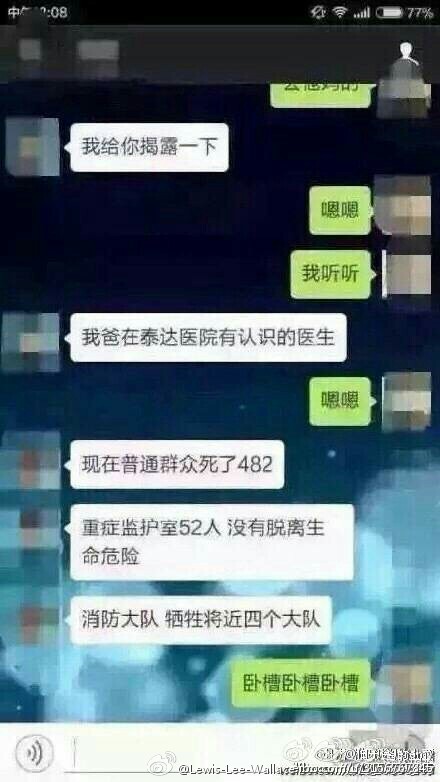 77%
我给你揭露一下
嗯嗯
我听听
我爸在泰达医院有认识的医生
嗯嗯
现在普通群众死了482
重症监护室52人 没有脱离生
命危险
消防大队 牺牲将近四个大队
卧槽卧槽卧槽